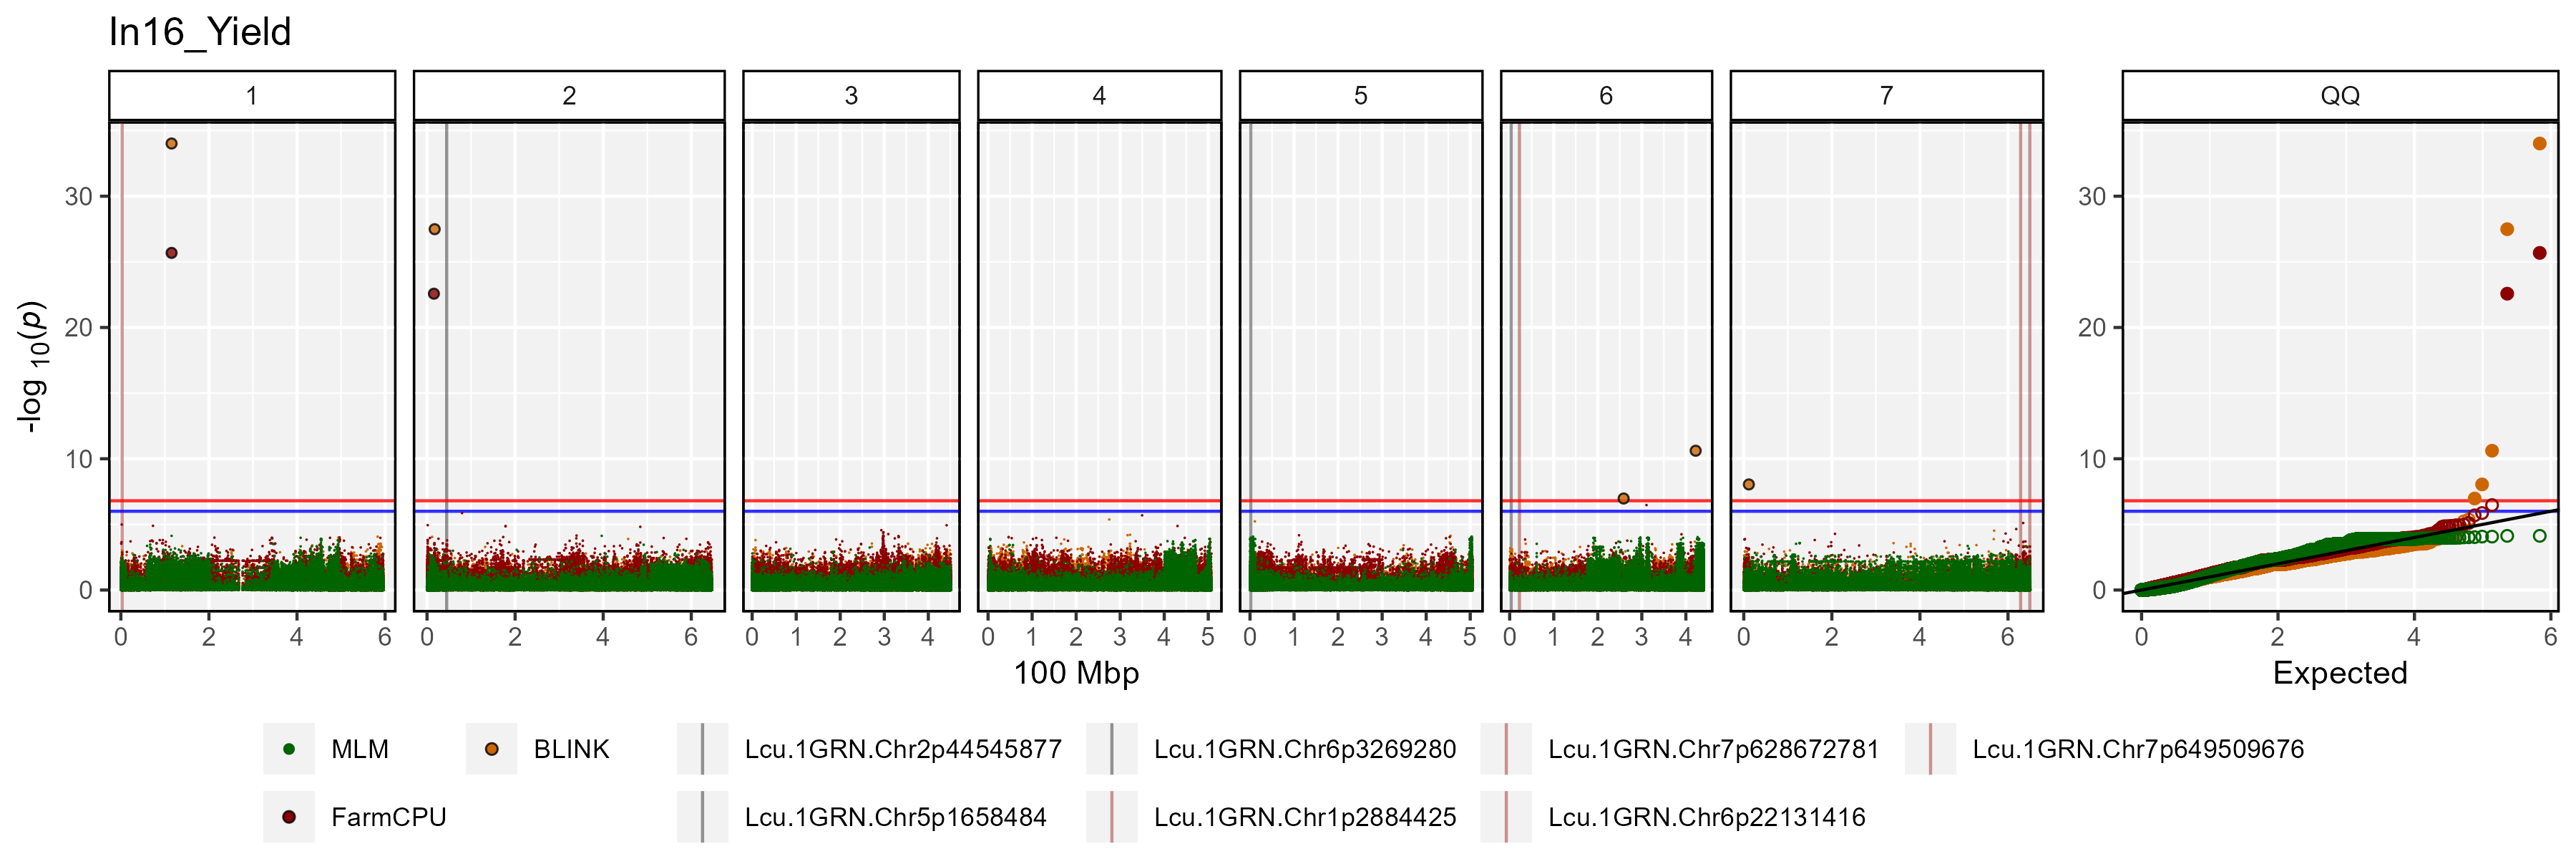 In16_Yield
1 2 3 4 5 6 7 QQ
30 30
20 20
10 10
0 0
-log 10(p)
0 2 4 6 0 2 4 6 0 1 2 3 4 0 1 2 3 4 5 0 1 2 3 4 5 0 1 2 3 4 0 2 4 6 0 2 4 6
100 Mbp Expected
MLM BLINK Lcu.1GRN.Chr2p44545877 Lcu.1GRN.Chr6p3269280 Lcu.1GRN.Chr7p628672781 Lcu.1GRN.Chr7p649509676
FarmCPU Lcu.1GRN.Chr5p1658484 Lcu.1GRN.Chr1p2884425 Lcu.1GRN.Chr6p22131416